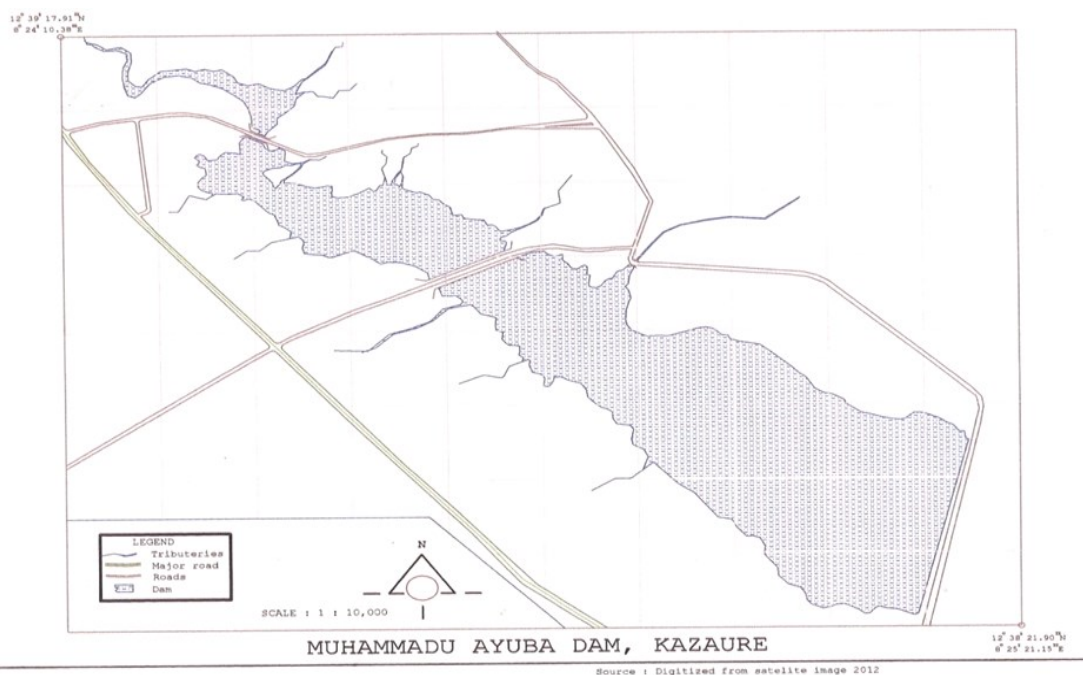 12° 39' 17.91"N
8° 24' 10.38"E
LEGEND
Tributeries
Major road
Roads
Dam
N
SCALE : 1 : 10,000
MUHAMMADU AYUBA DAM, KAZAURE
12° 38' 21.90"N
8° 25' 21.15"E
Source : Digitized from satelite image 2012